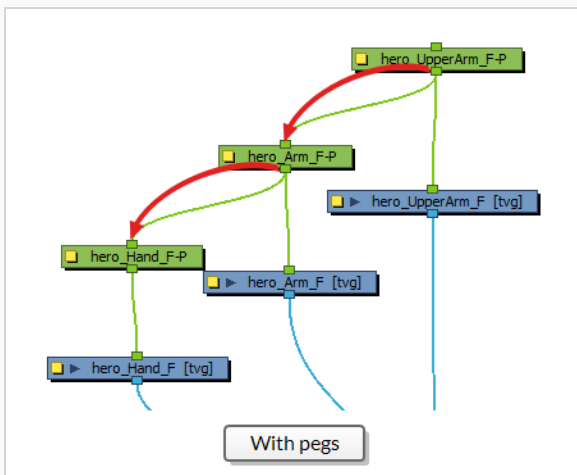 hero_UpperArm_F-P
hero_Arm_F-P
hero_UpperArm_F [tvg]
hero_Hand_F-P
hero_Arm_F [tvg]
hero_Hand_F [tvg]
With pegs